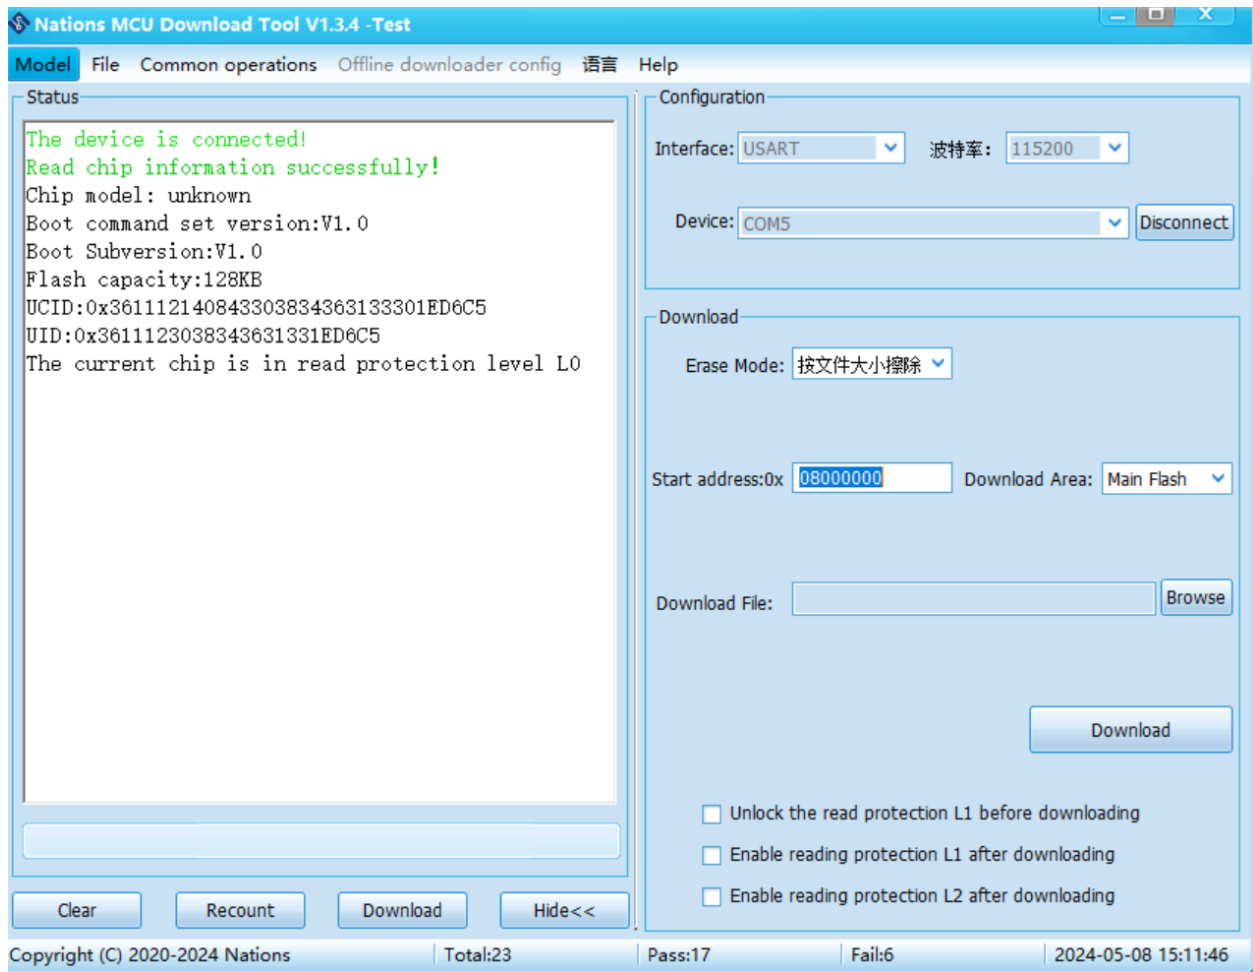 Nations MCU Download Tool V1.3.4 -Test
Model File Common operations Offline downloader config 语言 Help
Status
The device is connected!
Read chip information successfully!
Chip model: unknown
Boot command set version:V1.0
Boot Subversion:V1.0
Flash capacity:128KB
UCID:0x36111214084330383436313330​1ED6C5
UID:0x3611123038343631331ED6C5
The current chip is in read protection level L0
Configuration
Interface: USART 波特率: 115200
Device: COM5 Disconnect
Download
Erase Mode: 按文件大小擦除
Start address:0x 08000000 Download Area: Main Flash
Download File: Browse
Download
Unlock the read protection L1 before downloading
Enable reading protection L1 after downloading
Enable reading protection L2 after downloading
Clear Recount Download Hide<<
Copyright (C) 2020-2024 Nations Total:23 Pass:17 Fail:6 2024-05-08 15:11:46